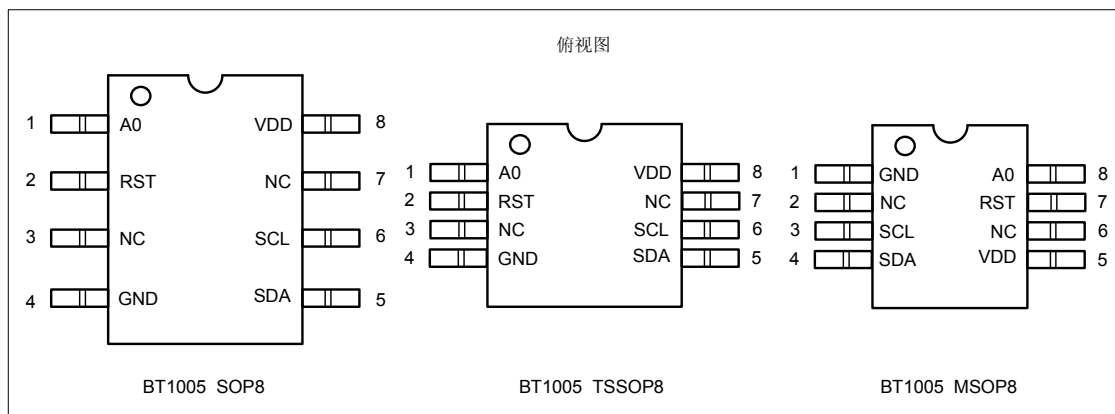 俯视图
1 A0 VDD 8
2 RST NC 7
3 NC SCL 6
4 GND SDA 5
BT1005 SOP8
1 A0 VDD 8
2 RST NC 7
3 NC SCL 6
4 GND SDA 5
BT1005 TSSOP8
1 GND A0 8
2 NC RST 7
3 SCL NC 6
4 SDA VDD 5
BT1005 MSOP8